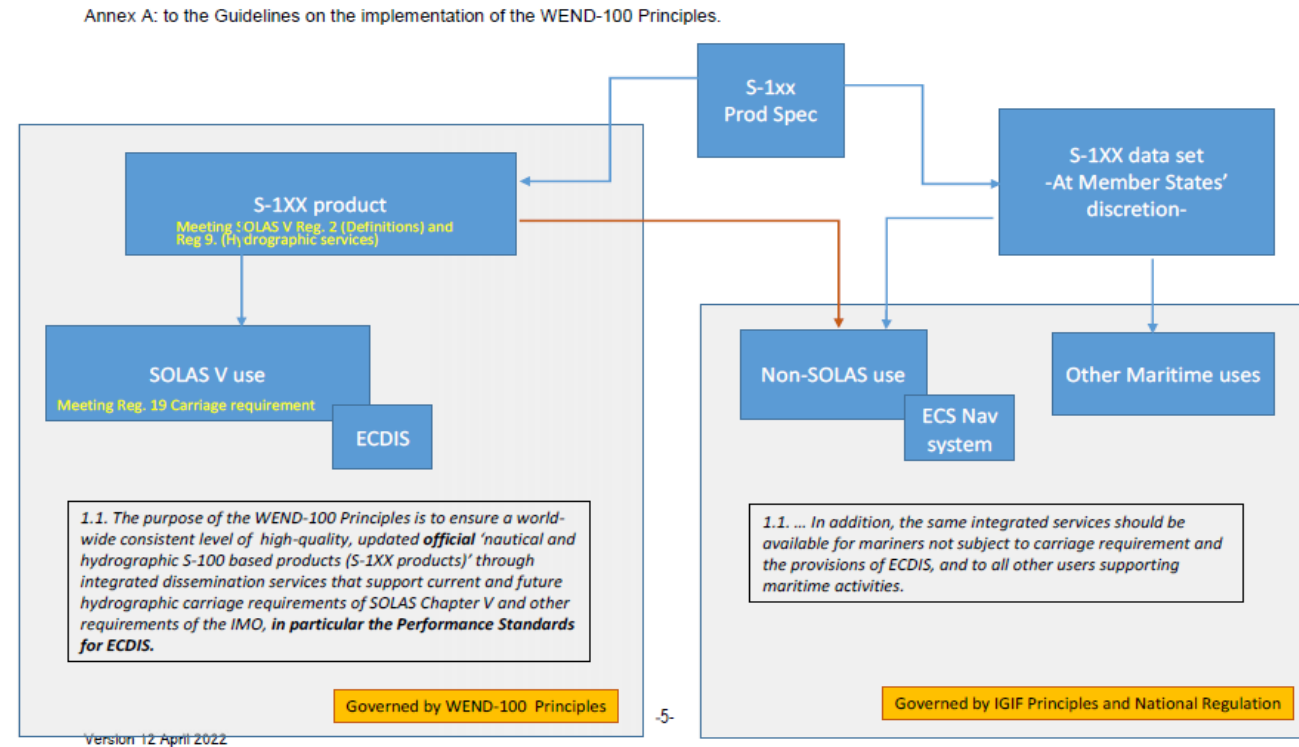 Annex A: to the Guidelines on the implementation of the WEND-100 Principles.
S-1xx
Prod Spec
S-1XX data set
-At Member States'
discretion-
S-1XX product
Meeting SOLAS V Reg. 2 (Definitions) and
Reg 9. (Hydrographic services)
SOLAS V use
Meeting Reg. 19 Carriage requirement
ECDIS
Non-SOLAS use
ECS Nav
system
Other Maritime uses
1.1. The purpose of the WEND-100 Principles is to ensure a world-
wide consistent level of high-quality, updated official ‘nautical and
hydrographic S-100 based products (S-1XX products)’ through
integrated dissemination services that support current and future
hydrographic carriage requirements of SOLAS Chapter V and other
requirements of the IMO, in particular the Performance Standards
for ECDIS.
1.1. ... In addition, the same integrated services should be
available for mariners not subject to carriage requirement and
the provisions of ECDIS, and to all other users supporting
maritime activities.
Governed by WEND-100 Principles
-5-
Governed by IGIF Principles and National Regulation
Version 12 April 2022